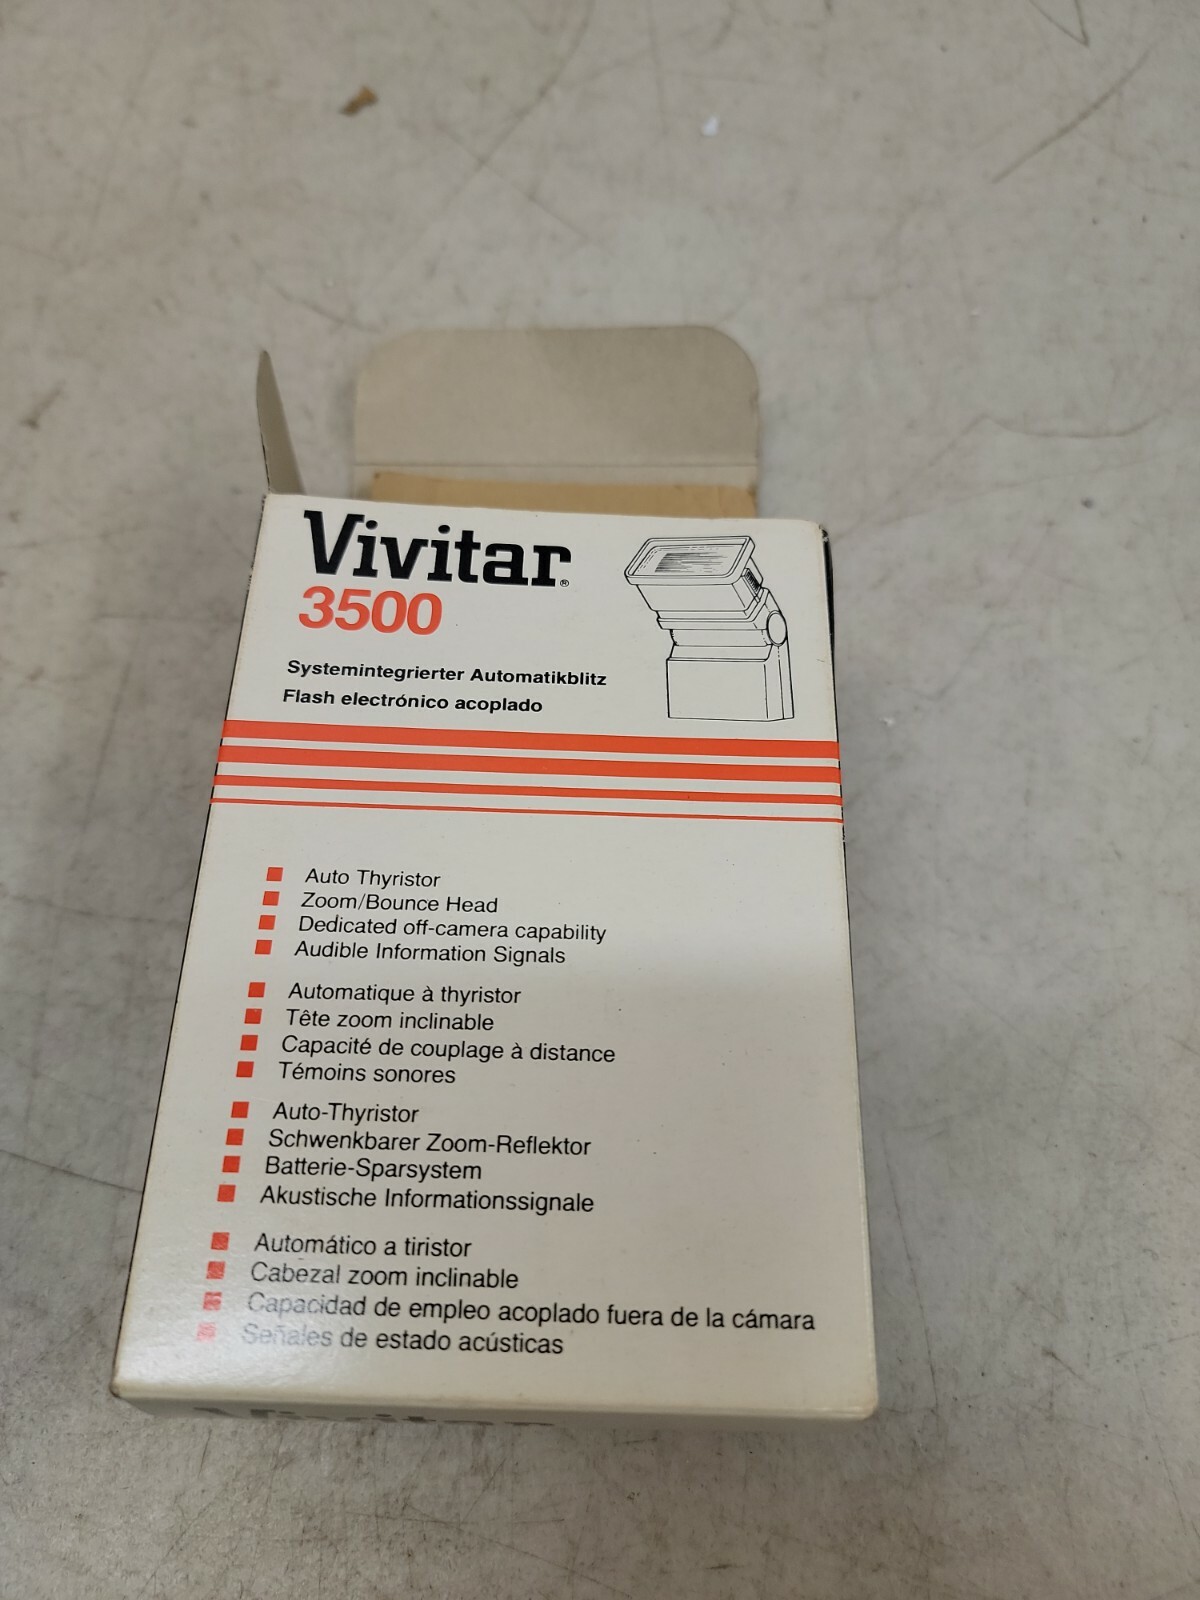 Vivitar®
3500
Systemintegrierter Automatikblitz
Flash electrónico acoplado
Auto Thyristor
Zoom/Bounce Head
Dedicated off-camera capability
Audible Information Signals
Automatique à thyristor
Tête zoom inclinable
Capacité de couplage à distance
Témoins sonores
Auto-Thyristor
Schwenkbarer Zoom-Reflektor
Batterie-Sparsystem
Akustische Informationssignale
Automático a tiristor
Cabezal zoom inclinable
Capacidad de empleo acoplado fuera de la cámara
Señales de estado acústicas
Vivitar